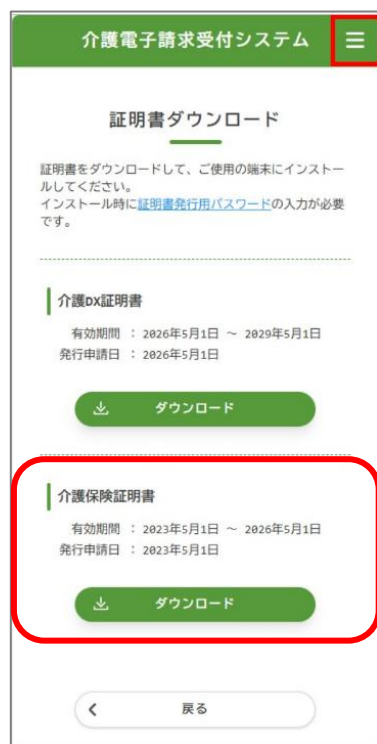 介護電子請求受付システム
証明書ダウンロード
証明書をダウンロードして、ご使用の端末にインストー
ルしてください。
インストール時に証明書発行用パスワードの入力が必要
です。
介護DX証明書
有効期間 : 2026年5月1日 ～ 2029年5月1日
発行申請日 : 2026年5月1日
ダウンロード
介護保険証明書
有効期間 : 2023年5月1日 ～ 2026年5月1日
発行申請日 : 2023年5月1日
ダウンロード
戻る